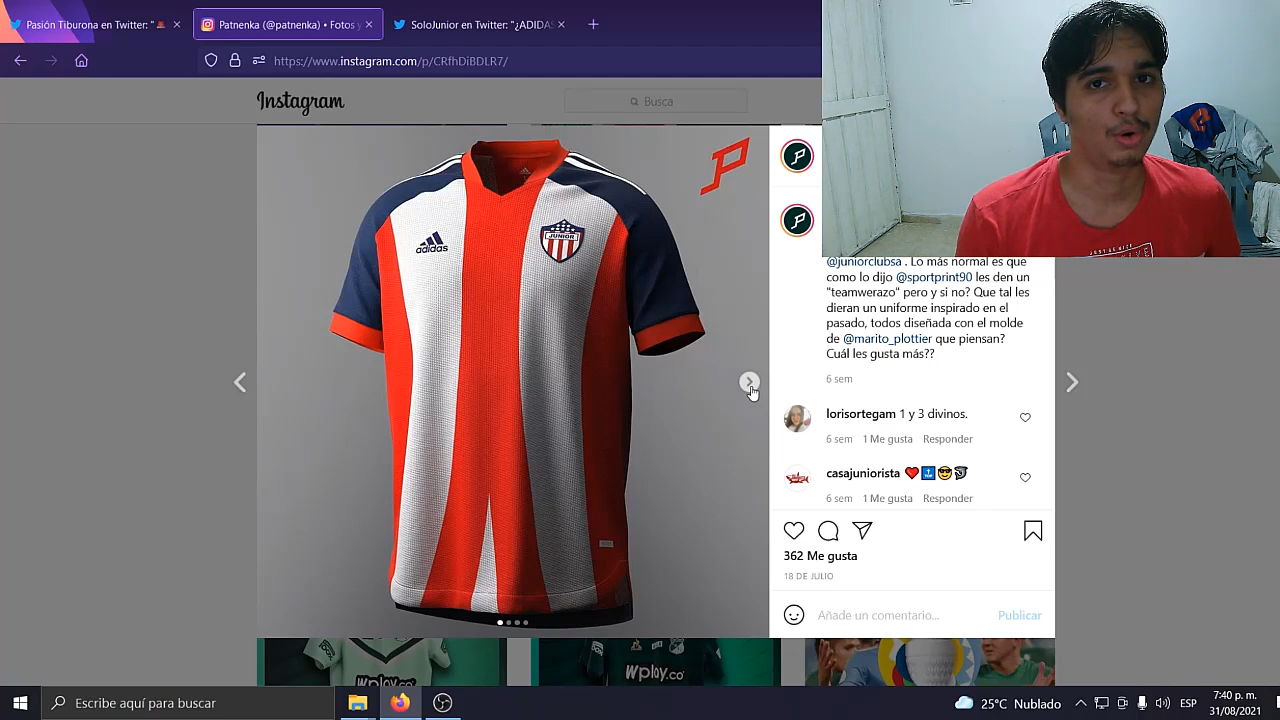 Pasión Tiburona en Twitter: "
Patnenka (@patnenka) • Fotos y
SoloJunior en Twitter: "¿ADIDAS
https://www.instagram.com/p/CRfhDiBDLR7/
Instagram
Busca
adidas
JUNIOR
@juniorclubsa . Lo más normal es que
como lo dijo @sportprint90 les den un
"teamwerazo" pero y si no? Que tal les
dieran un uniforme inspirado en el
pasado, todos diseñada con el molde
de @marito_plottier que piensan?
Cuál les gusta más??
6 sem
lorisortegam 1 y 3 divinos.
6 sem 1 Me gusta Responder
casajuniorista
6 sem 1 Me gusta Responder
362 Me gusta
18 DE JULIO
Añade un comentario...
Publicar
Wplay.co
Wplay.co
Escribe aquí para buscar
25°C Nublado
ESP
7:40 p. m.
31/08/2021